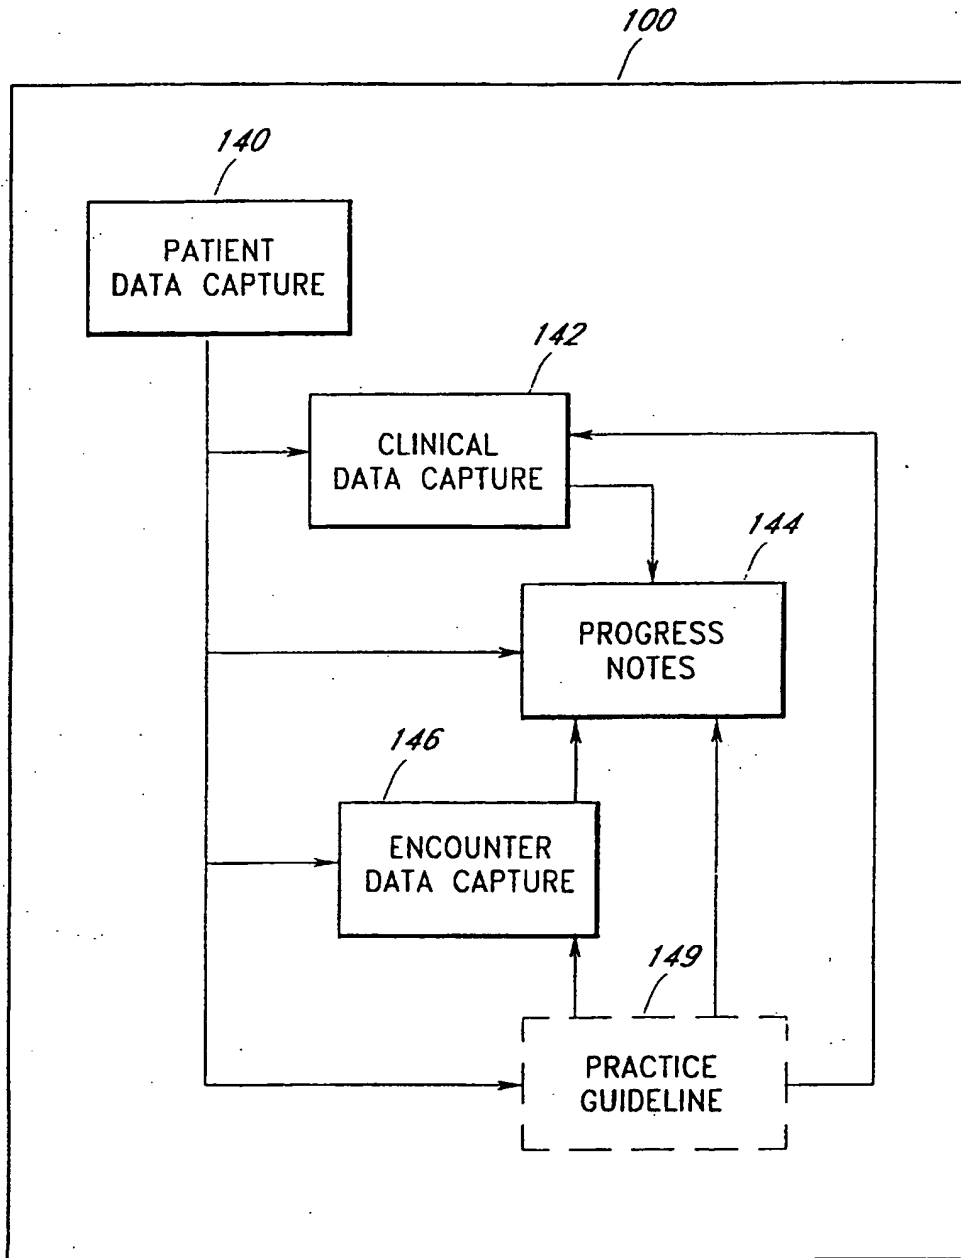 100
140
PATIENT
DATA CAPTURE
142
CLINICAL
DATA CAPTURE
144
PROGRESS
NOTES
146
ENCOUNTER
DATA CAPTURE
149
PRACTICE
GUIDELINE